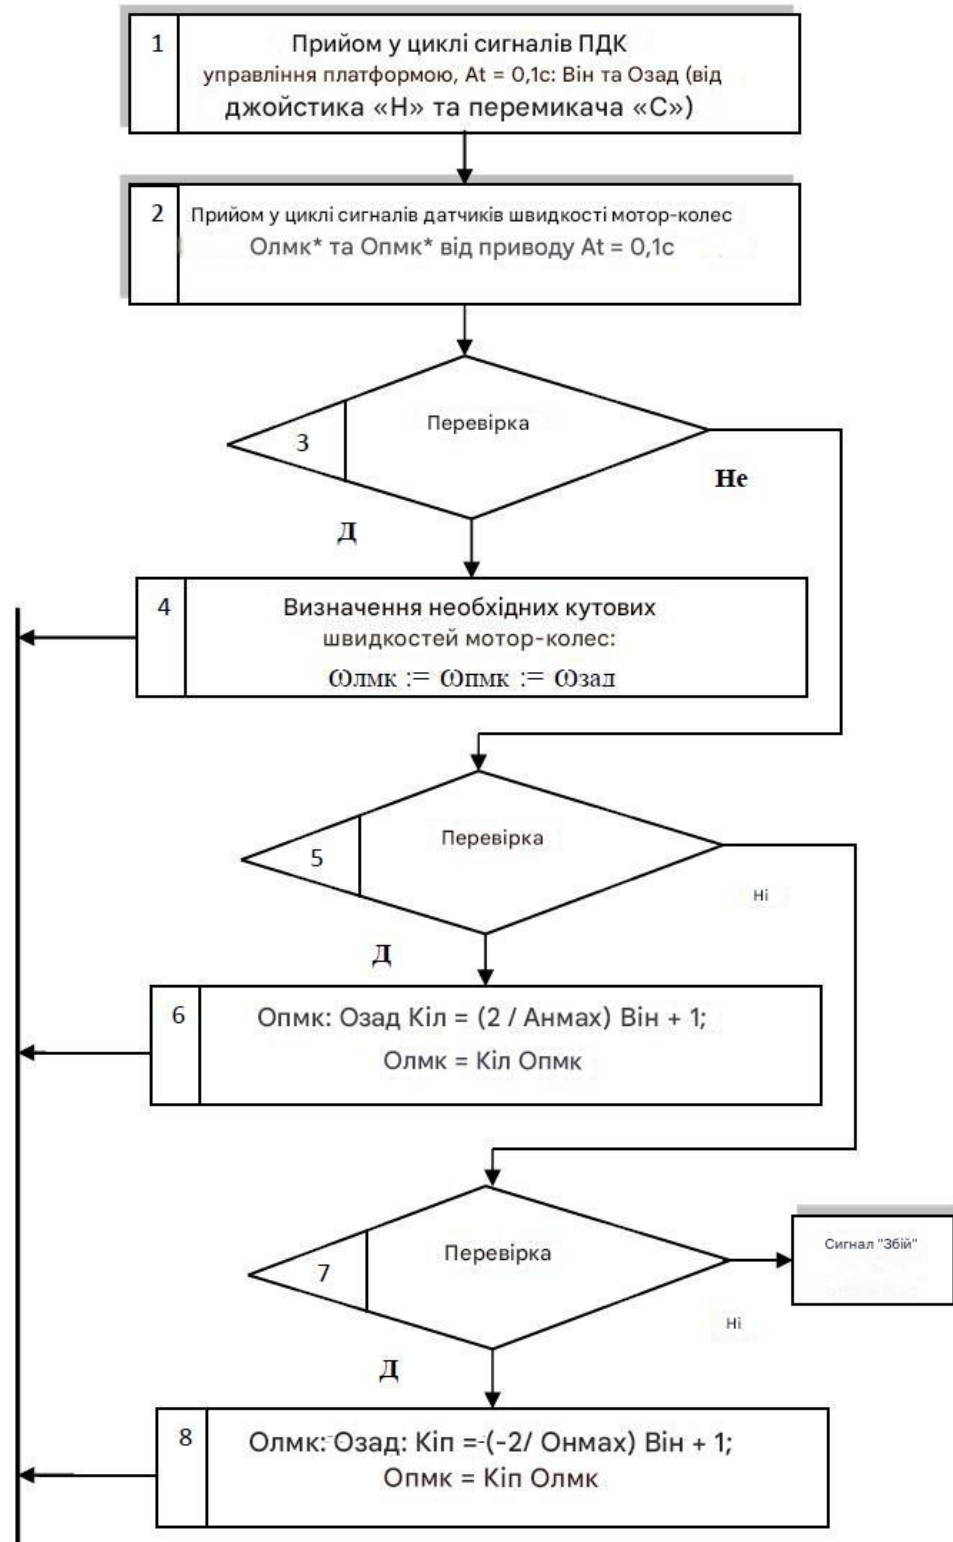 1
Прийом у циклі сигналів ПДК
управління платформою, At = 0,1с: Він та Озад (від
джойстика «Н» та перемикача «С»)
2
Прийом у циклі сигналів датчиків швидкості мотор-колес
Олмк* та Опмк* від приводу At = 0,1с
3
Перевірка
Не
Д
4
Визначення необхідних кутових
швидкостей мотор-колес:
ωлмк := ωпмк := ωзад
5
Перевірка
Ні
Д
6
Опмк: Озад Кіл = (2 / Анмах) Він + 1;
Олмк = Кіл Опмк
7
Перевірка
Сигнал "Збій"
Ні
Д
8
Олмк: Озад: Кіп = (-2/ Онмах) Він + 1;
Опмк = Кіп Олмк